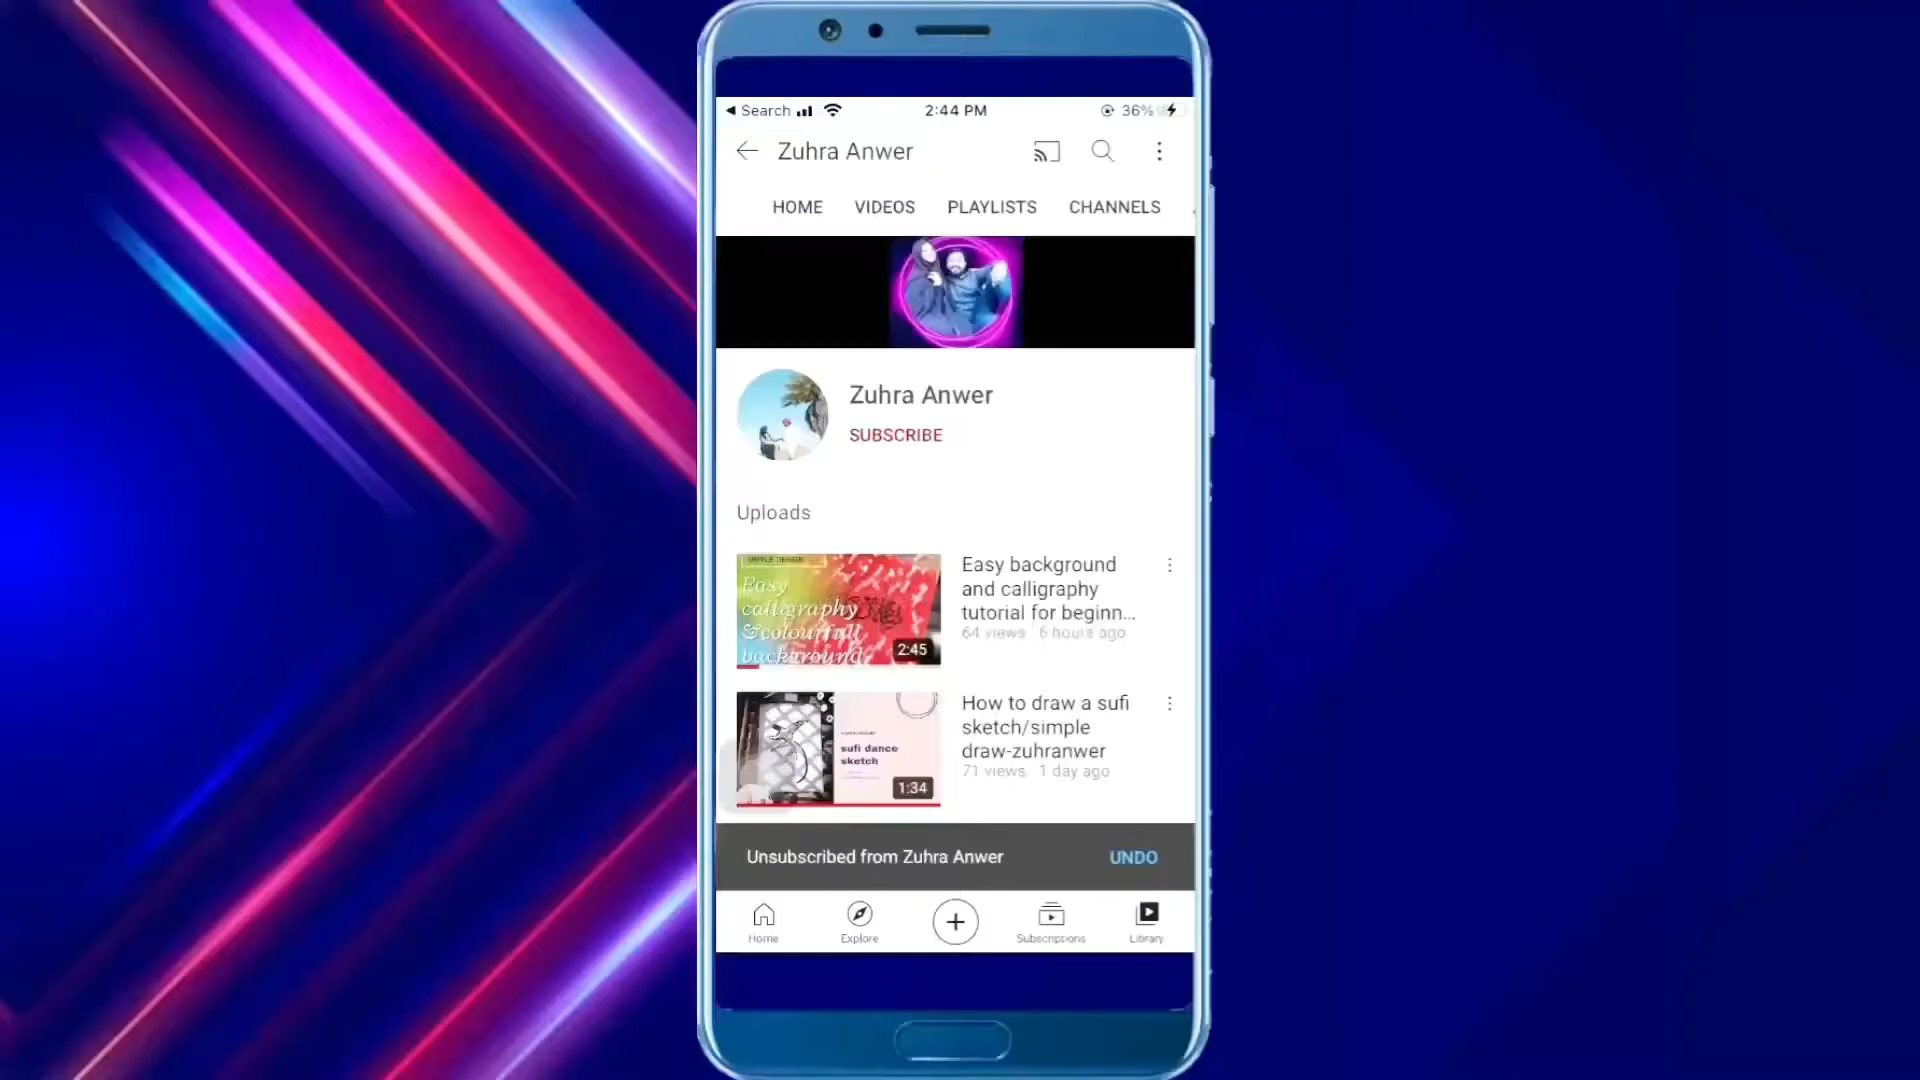 Search
2:44 PM
36%
Zuhra Anwer
HOME
VIDEOS
PLAYLISTS
CHANNELS
Zuhra Anwer
SUBSCRIBE
Uploads
SIMPLE DESIGN
Easy
calligraphy
&colourfull
background
2:45
Easy background
and calligraphy
tutorial for beginn...
64 views 6 hours ago
sufi dance
sketch
1:34
How to draw a sufi
sketch/simple
draw-zuhranwer
71 views 1 day ago
Unsubscribed from Zuhra Anwer
UNDO
Home
Explore
Subscriptions
Library